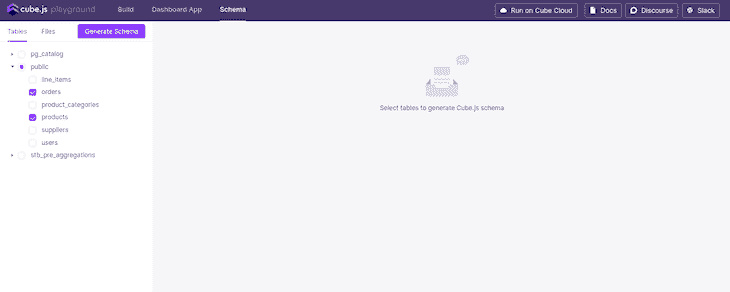 cube.js playground Build Dashboard App Schema Run on Cube Cloud Docs Discourse Slack
Tables Files Generate Schema
pg_catalog
public
line_items
orders
product_categories
products
suppliers
users
stb_pre_aggregations
Select tables to generate Cube.js schema